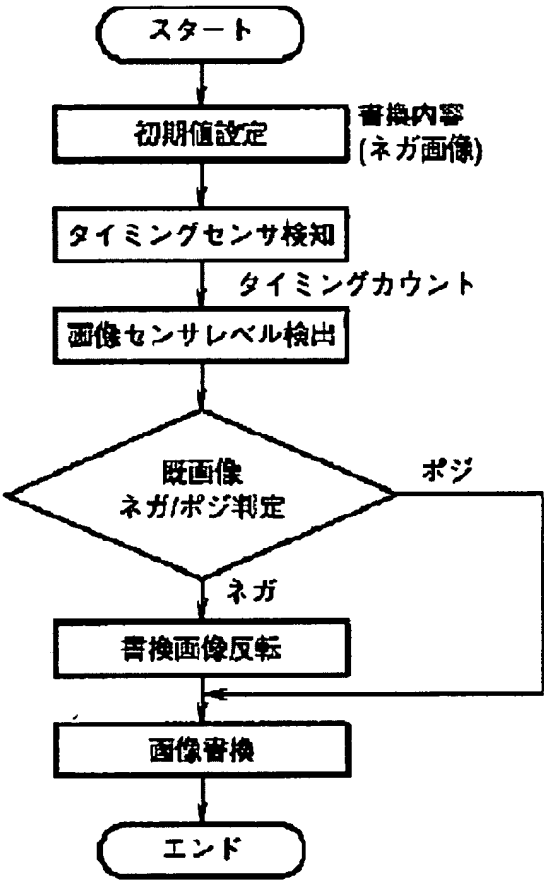 スタート
初期値設定
書換内容
(ネガ画像)
タイミングセンサ検知
タイミングカウント
画像センサレベル検出
既画像
ネガ/ポジ判定
ポジ
ネガ
書換画像反転
画像書換
エンド